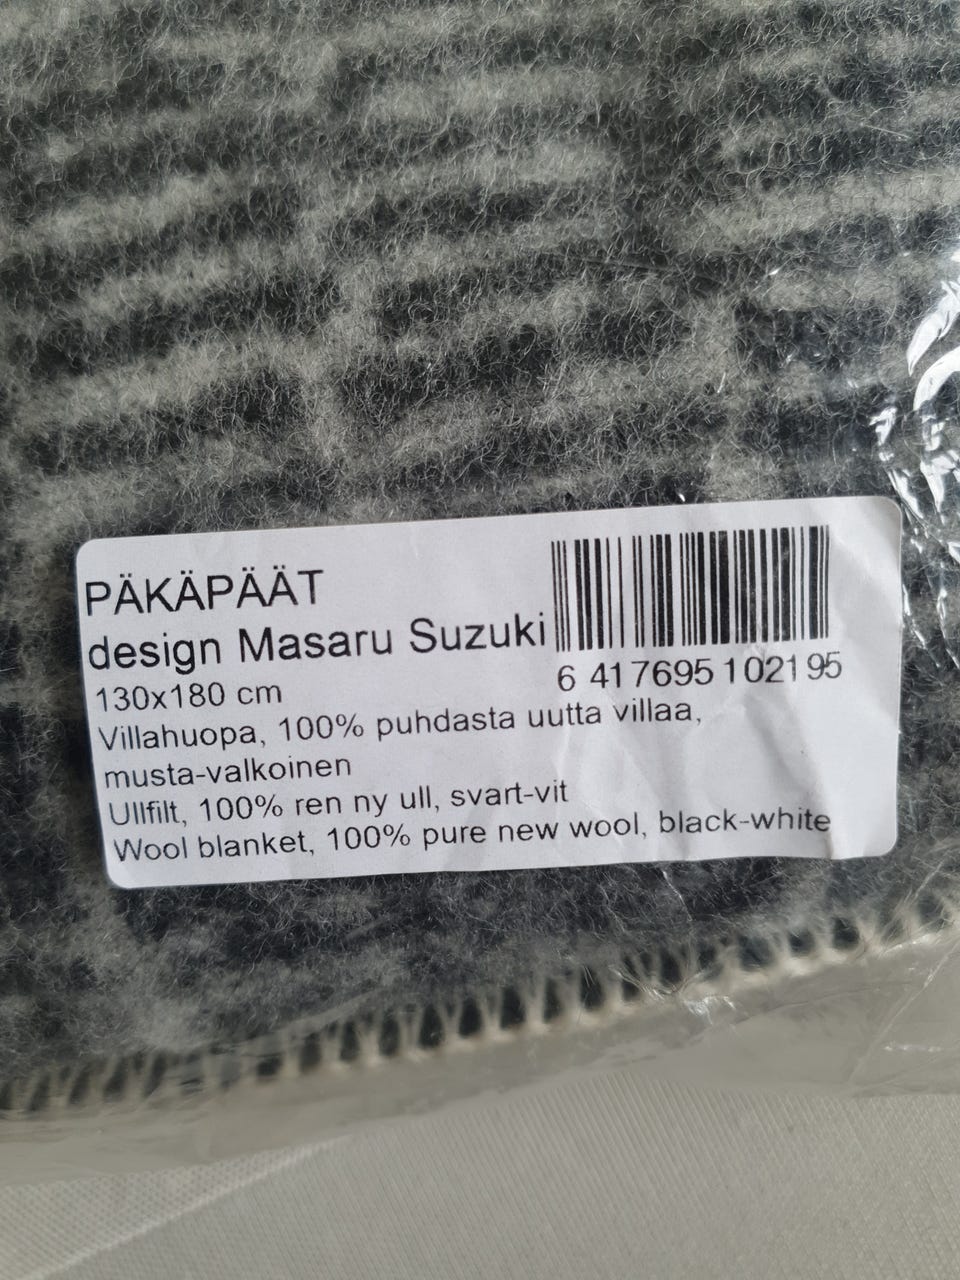 PÄKÄPÄÄT
design Masaru Suzuki
6 417695 102195
130x180 cm
Villahuopa, 100% puhdasta uutta villaa,
musta-valkoinen
Ullfilt, 100% ren ny ull, svart-vit
Wool blanket, 100% pure new wool, black-white